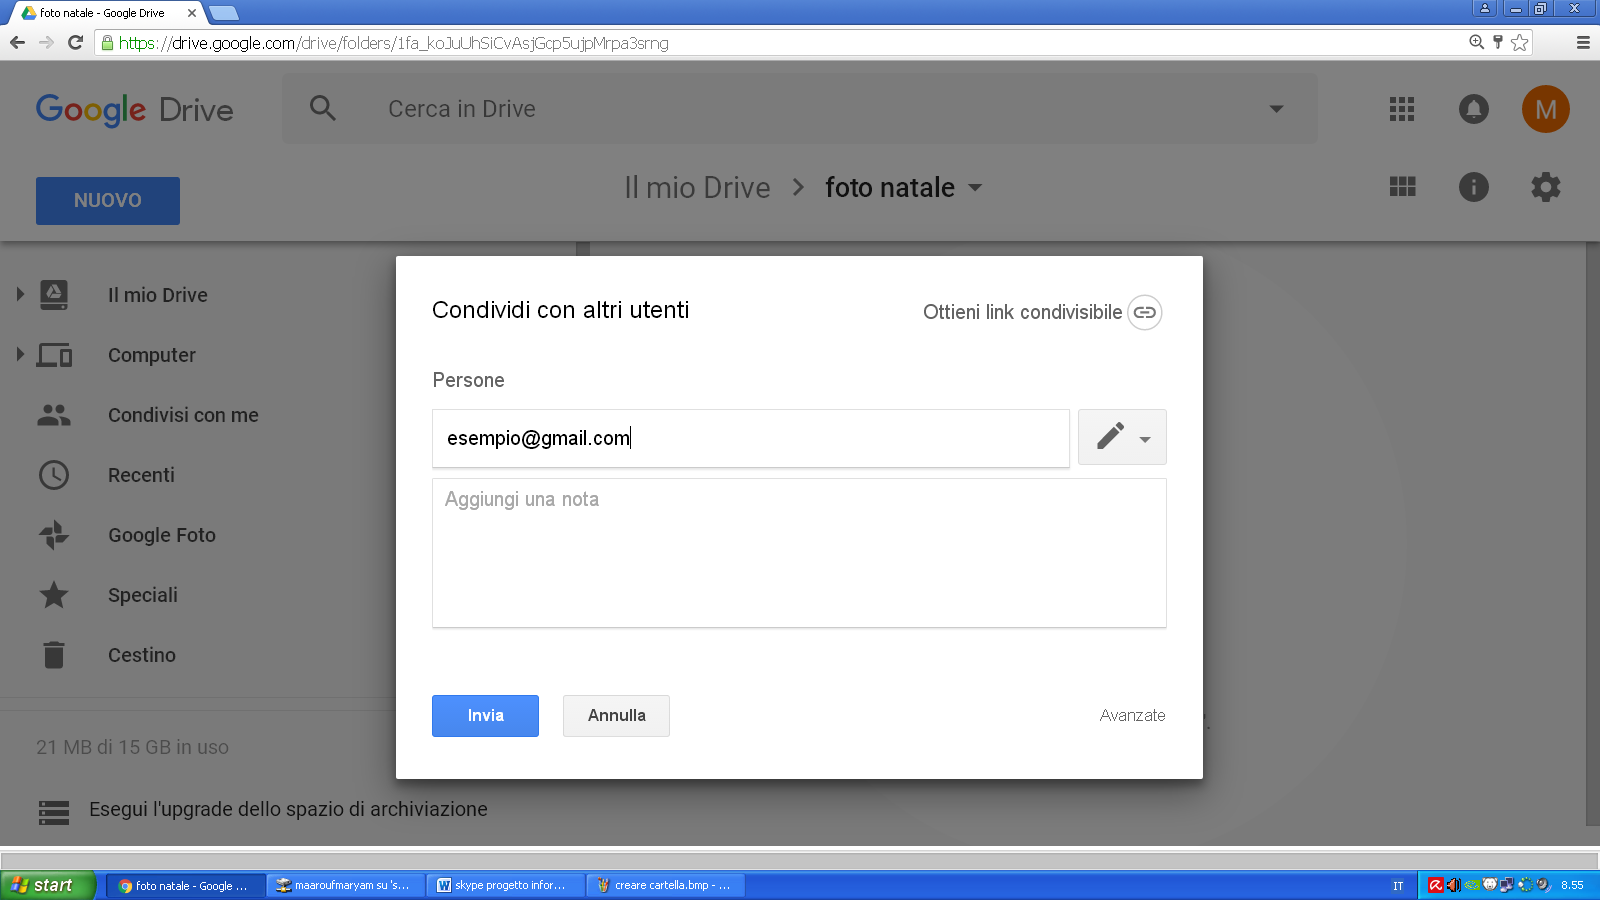 foto natale - Google Drive
https://drive.google.com/drive/folders/1fa_koJuUhSiCvAsjGcp5ujpMrpa3srng
Google Drive
Cerca in Drive
M
NUOVO
Il mio Drive > foto natale
Il mio Drive
Computer
Condivisi con me
Recenti
Google Foto
Speciali
Cestino
21 MB di 15 GB in uso
Esegui l'upgrade dello spazio di archiviazione
Condividi con altri utenti
Ottieni link condivisibile
Persone
esempio@gmail.com
Aggiungi una nota
Invia
Annulla
Avanzate
start
foto natale - Google ...
maaroufmaryam su 's...
skype progetto infor...
creare cartella.bmp - ...
IT
8.55